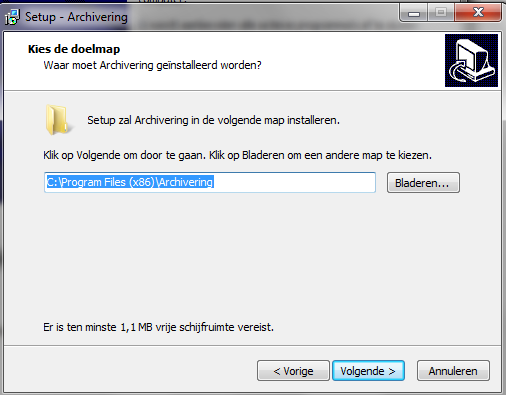 Setup - Archivering
Kies de doelmap
Waar moet Archivering geïnstalleerd worden?
Setup zal Archivering in de volgende map installeren.
Klik op Volgende om door te gaan. Klik op Bladeren om een andere map te kiezen.
C:\Program Files (x86)\Archivering
Bladeren...
Er is ten minste 1,1 MB vrije schijfruimte vereist.
< Vorige
Volgende >
Annuleren